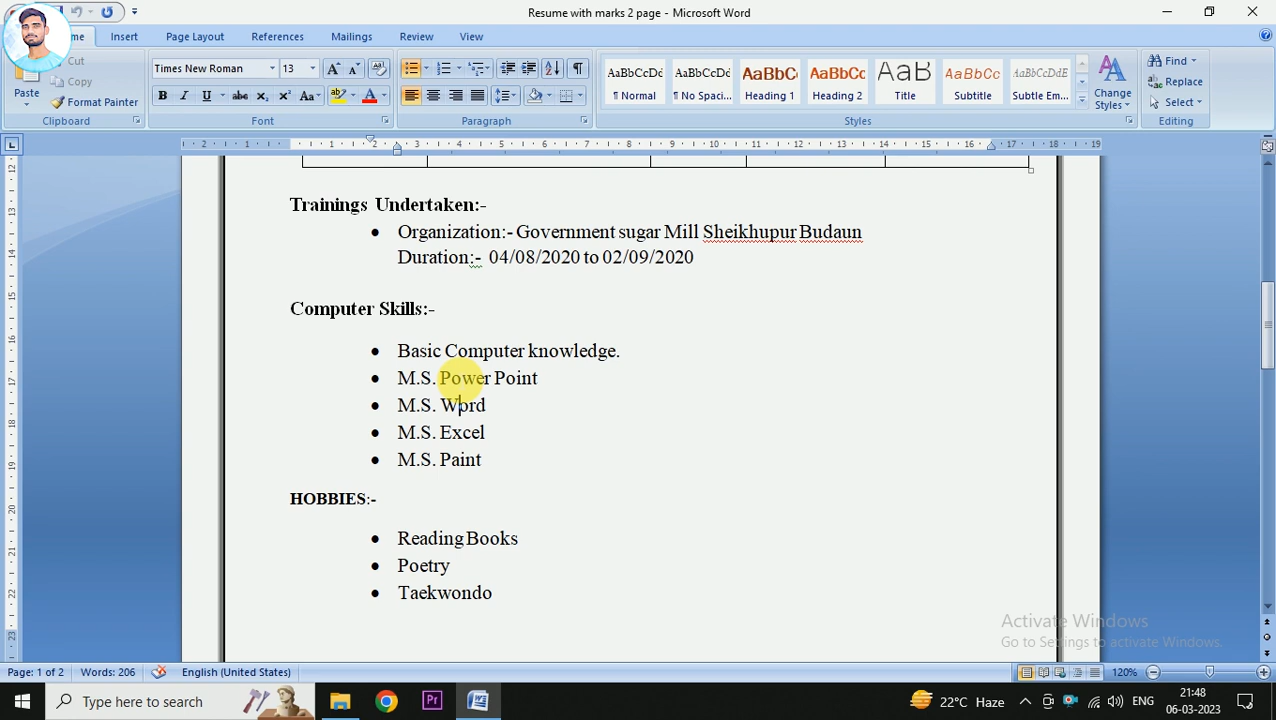 Resume with marks 2 page - Microsoft Word
Insert Page Layout References Mailings Review View
Paste
Cut
Copy
Format Painter
Clipboard
Times New Roman 13
Font
Paragraph
AaBbCcDc AaBbCcDc AaBbC AaBbCc AaB AaBbCc AaBbCcDdE
¶ Normal ¶ No Spaci... Heading 1 Heading 2 Title Subtitle Subtle Em...
Styles
Change Styles
Find
Replace
Select
Editing
Trainings Undertaken:-
• Organization:- Government sugar Mill Sheikhupur Budaun
Duration:- 04/08/2020 to 02/09/2020
Computer Skills:-
• Basic Computer knowledge.
• M.S. Power Point
• M.S. Word
• M.S. Excel
• M.S. Paint
HOBBIES:-
• Reading Books
• Poetry
• Taekwondo
Activate Windows
Go to Settings to activate Windows.
Page: 1 of 2 Words: 206 English (United States) 120%
Type here to search
22°C Haze ENG 21:48
06-03-2023